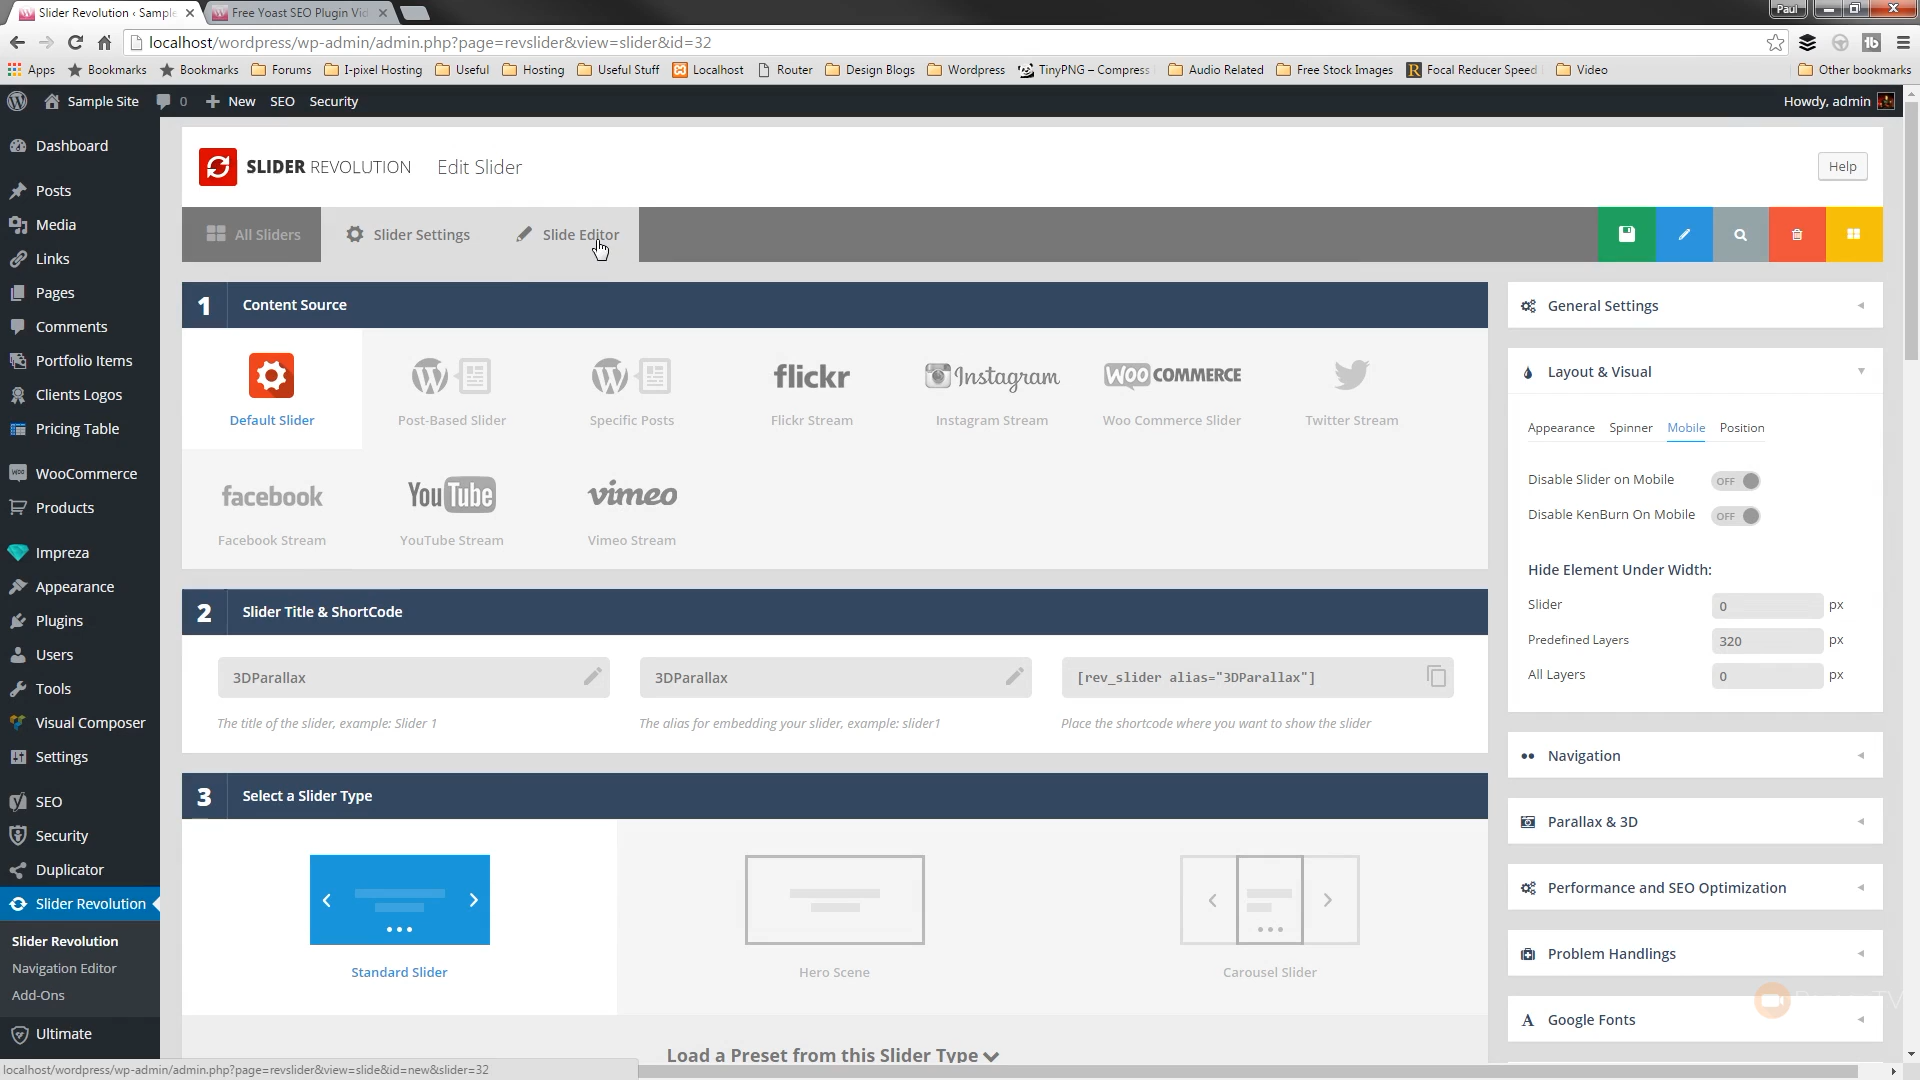 Slider Revolution ‹ Sample
Free Yoast SEO Plugin Vid
Paul
localhost/wordpress/wp-admin/admin.php?page=revslider&view=slider&id=32
Apps
Bookmarks
Bookmarks
Forums
I-pixel Hosting
Useful
Hosting
Useful Stuff
Localhost
Router
Design Blogs
Wordpress
TinyPNG – Compress
Audio Related
Free Stock Images
Focal Reducer Speed
Video
Other bookmarks
Sample Site
0
New
SEO
Security
Howdy, admin
Dashboard
Posts
Media
Links
Pages
Comments
Portfolio Items
Clients Logos
Pricing Table
WooCommerce
Products
Impreza
Appearance
Plugins
Users
Tools
Visual Composer
Settings
SEO
Security
Duplicator
Slider Revolution
Slider Revolution
Navigation Editor
Add-Ons
Ultimate
SLIDER REVOLUTION
Edit Slider
Help
All Sliders
Slider Settings
Slide Editor
1
Content Source
Default Slider
Post-Based Slider
Specific Posts
flickr
Flickr Stream
Instagram
Instagram Stream
WOO COMMERCE
Woo Commerce Slider
Twitter Stream
facebook
Facebook Stream
YouTube
YouTube Stream
vimeo
Vimeo Stream
2
Slider Title & ShortCode
3DParallax
3DParallax
[rev_slider alias="3DParallax"]
The title of the slider, example: Slider 1
The alias for embedding your slider, example: slider1
Place the shortcode where you want to show the slider
3
Select a Slider Type
Standard Slider
Hero Scene
Carousel Slider
Load a Preset from this Slider Type
General Settings
Layout & Visual
Appearance
Spinner
Mobile
Position
Disable Slider on Mobile
OFF
Disable KenBurn On Mobile
OFF
Hide Element Under Width:
Slider
0
px
Predefined Layers
320
px
All Layers
0
px
Navigation
Parallax & 3D
Performance and SEO Optimization
Problem Handlings
Google Fonts
localhost/wordpress/wp-admin/admin.php?page=revslider&view=slide&id=new&slider=32